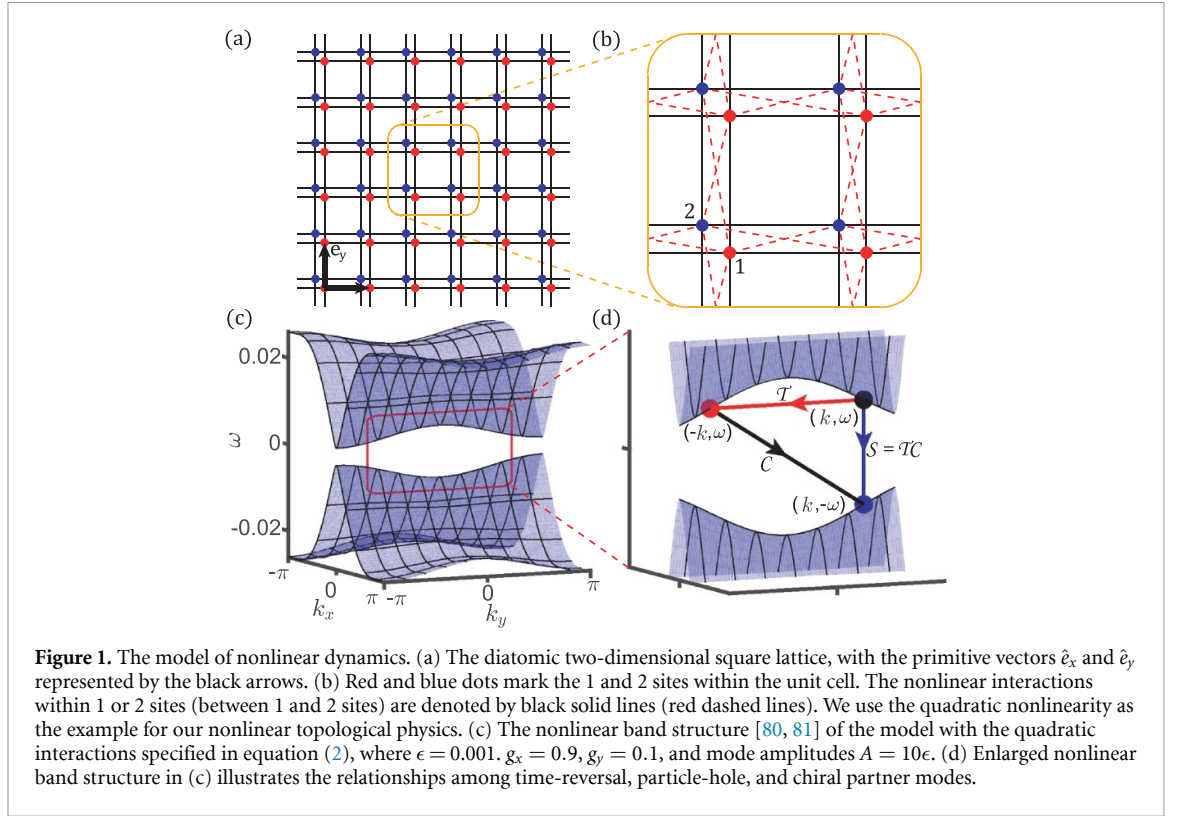 (a)
(b)
e_y
2
1
(c)
(d)
0.02
ω
0
-0.02
-π
0
π
k_x
-π
0
π
k_y
𝒯
(-k,ω)
(k,ω)
C
S = 𝒯C
(k,-ω)
Figure 1. The model of nonlinear dynamics. (a) The diatomic two-dimensional square lattice, with the primitive vectors ê_x and ê_y
represented by the black arrows. (b) Red and blue dots mark the 1 and 2 sites within the unit cell. The nonlinear interactions
within 1 or 2 sites (between 1 and 2 sites) are denoted by black solid lines (red dashed lines). We use the quadratic nonlinearity as
the example for our nonlinear topological physics. (c) The nonlinear band structure [80, 81] of the model with the quadratic
interactions specified in equation (2), where ϵ = 0.001. g_x = 0.9, g_y = 0.1, and mode amplitudes A = 10ϵ. (d) Enlarged nonlinear
band structure in (c) illustrates the relationships among time-reversal, particle-hole, and chiral partner modes.